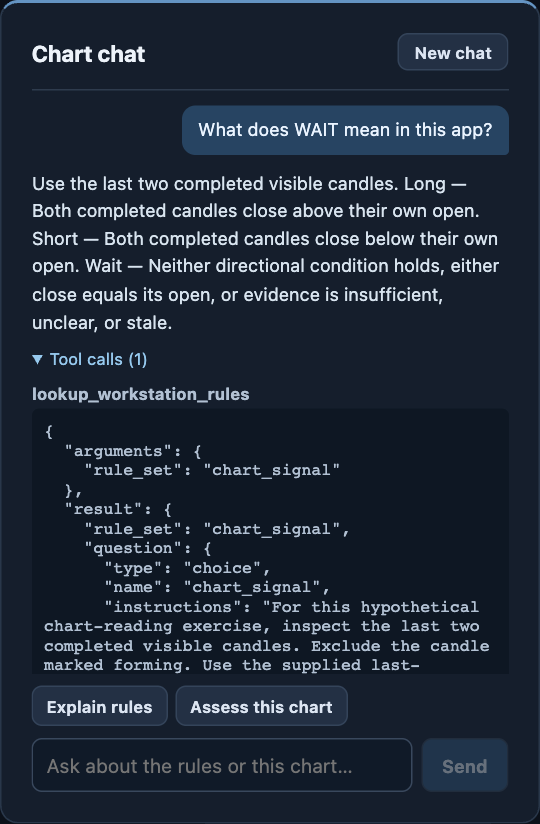 Chart chat
New chat
What does WAIT mean in this app?
Use the last two completed visible candles. Long —
Both completed candles close above their own open.
Short — Both completed candles close below their own
open. Wait — Neither directional condition holds, either
close equals its open, or evidence is insufficient,
unclear, or stale.
▼ Tool calls (1)
lookup_workstation_rules
{
  "arguments": {
    "rule_set": "chart_signal"
  },
  "result": {
    "rule_set": "chart_signal",
    "question": {
      "type": "choice",
      "name": "chart_signal",
      "instructions": "For this hypothetical
chart-reading exercise, inspect the last two
completed visible candles. Exclude the candle
marked forming. Use the supplied last-
Explain rules
Assess this chart
Ask about the rules or this chart...
Send